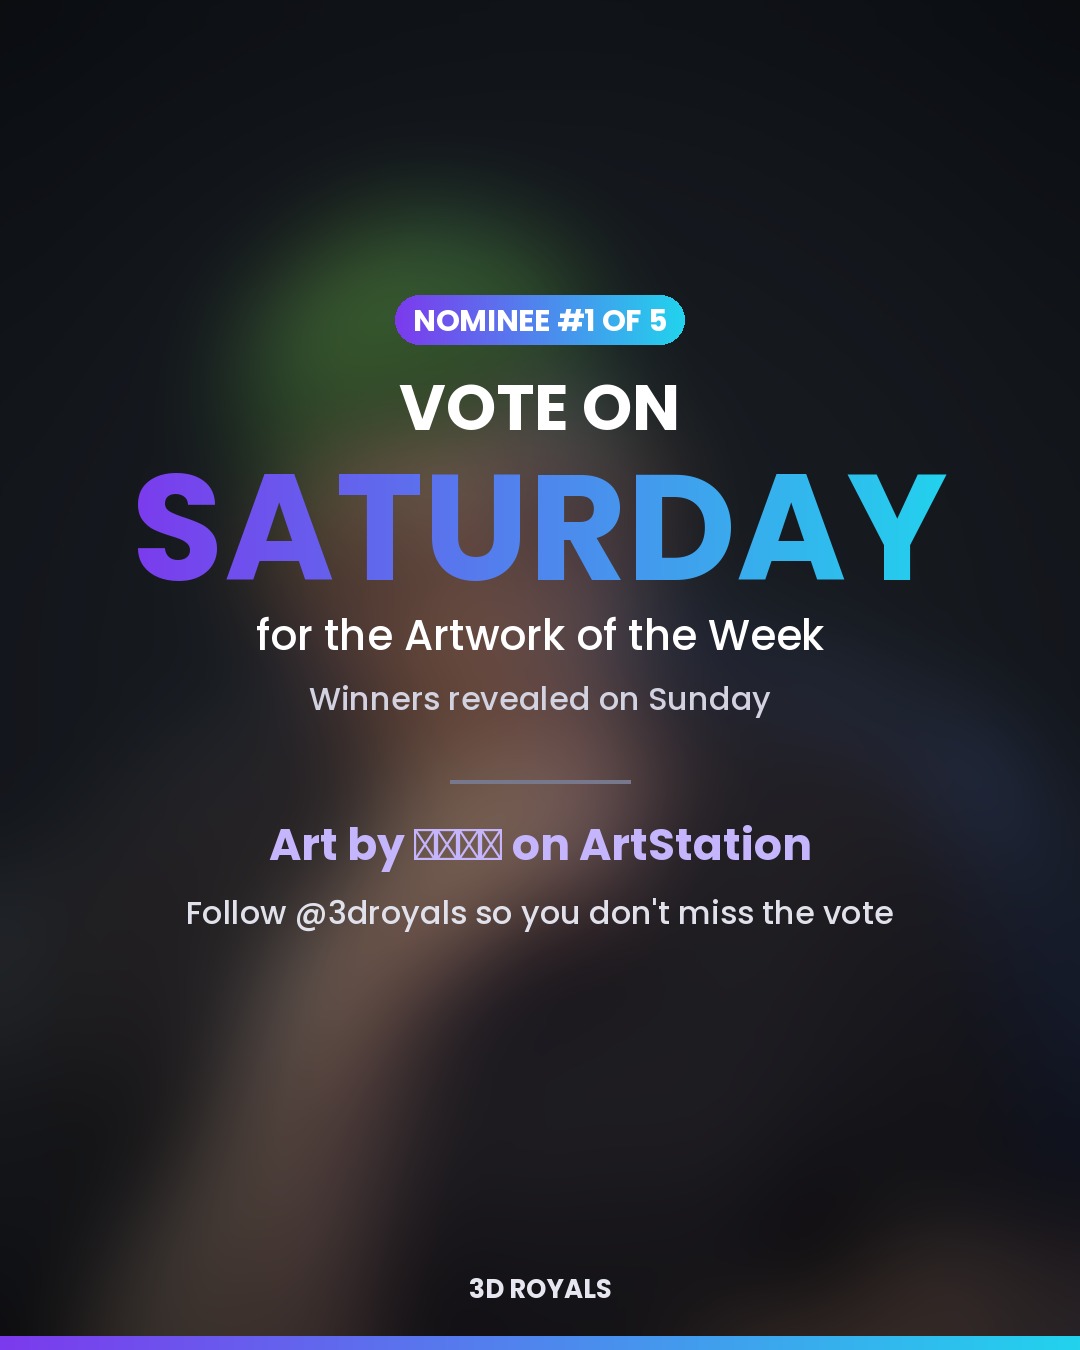 NOMINEE #1 OF 5
VOTE ON
SATURDAY
for the Artwork of the Week
Winners revealed on Sunday
Art by on ArtStation
Follow @3droyals so you don't miss the vote
3D ROYALS